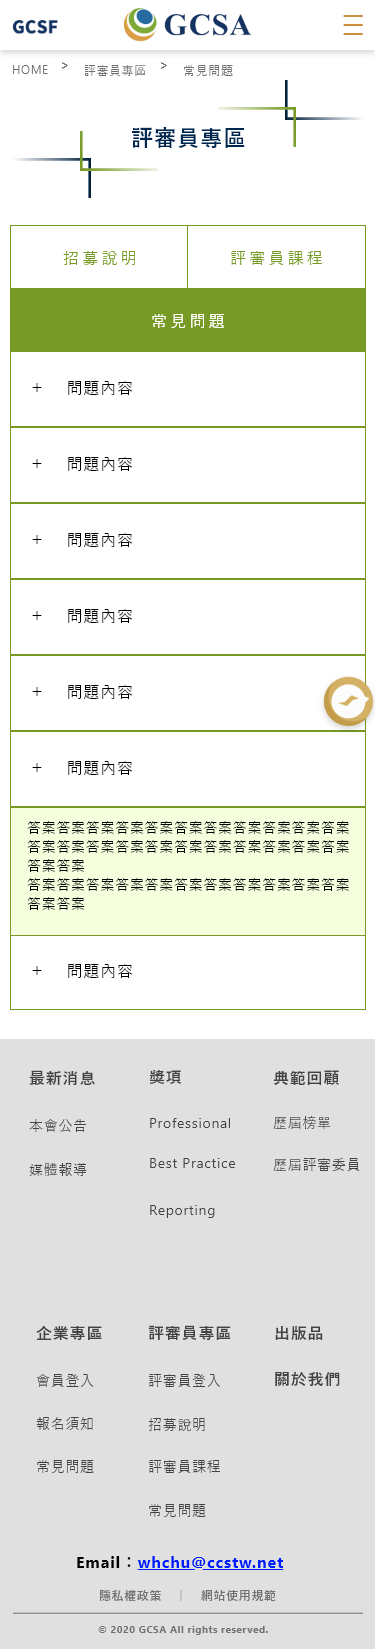 GCSF GCSA
HOME > 評審員專區 > 常見問題
評審員專區
招募說明 評審員課程
常見問題
+ 問題內容
+ 問題內容
+ 問題內容
+ 問題內容
+ 問題內容
+ 問題內容
答案答案答案答案答案答案答案答案答案答案答案
答案答案答案答案答案答案答案答案答案答案答案
答案答案
答案答案答案答案答案答案答案答案答案答案答案
答案答案
+ 問題內容
最新消息 獎項 典範回顧
本會公告 Professional 歷屆榜單
媒體報導 Best Practice 歷屆評審委員
Reporting
企業專區 評審員專區 出版品
會員登入 評審員登入 關於我們
報名須知 招募說明
常見問題 評審員課程
常見問題
Email：whchu@ccstw.net
隱私權政策 | 網站使用規範
© 2020 GCSA All rights reserved.